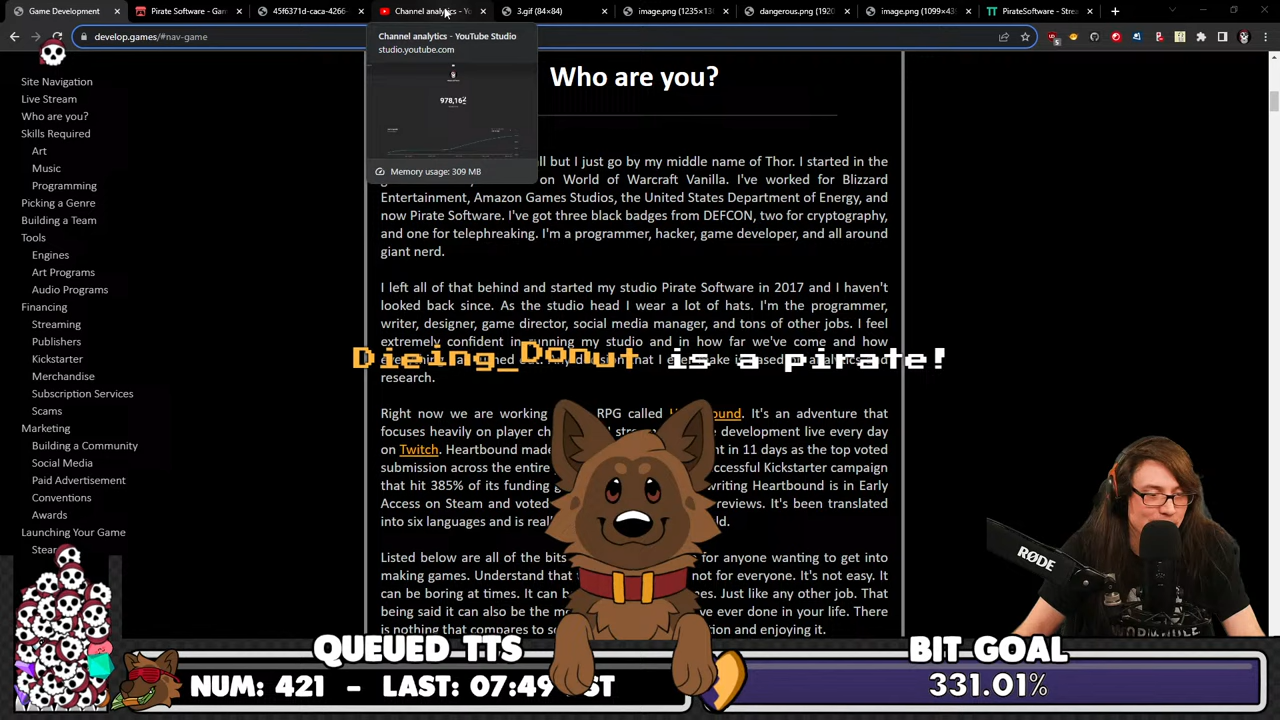 Game Development
Pirate Software - Gam
45f6371d-caca-4266-
Channel analytics - Yo
3.gif (84×84)
image.png (1235×13
dangerous.png (1920
image.png (1099×43
PirateSoftware - Stre
develop.games/#nav-game
Channel analytics - YouTube Studio
studio.youtube.com
Memory usage: 309 MB
Site Navigation
Live Stream
Who are you?
Skills Required
Art
Music
Programming
Picking a Genre
Building a Team
Tools
Engines
Art Programs
Audio Programs
Financing
Streaming
Publishers
Kickstarter
Merchandise
Subscription Services
Scams
Marketing
Building a Community
Social Media
Paid Advertisement
Conventions
Awards
Launching Your Game
Stea
Who are you?
ll but I just go by my middle name of Thor. I started in the
on World of Warcraft Vanilla. I've worked for Blizzard
Entertainment, Amazon Games Studios, the United States Department of Energy, and
now Pirate Software. I've got three black badges from DEFCON, two for cryptography,
and one for telephreaking. I'm a programmer, hacker, game developer, and all around
giant nerd.
I left all of that behind and started my studio Pirate Software in 2017 and I haven't
looked back since. As the studio head I wear a lot of hats. I'm the programmer,
writer, designer, game director, social media manager, and tons of other jobs. I feel
extremely confident in running my studio and in how far we've come and how
Dieing_Donut is a pirate!
research.
Right now we are working RPG called ound. It's an adventure that
focuses heavily on player ch development live every day
on Twitch. Heartbound made nt in 11 days as the top voted
submission across the entire ccessful Kickstarter campaign
that hit 385% of its funding writing Heartbound is in Early
Access on Steam and voted reviews. It's been translated
into six languages and is real d.
Listed below are all of the bits for anyone wanting to get into
making games. Understand that not for everyone. It's not easy. It
can be boring at times. It can b nes. Just like any other job. That
being said it can also be the m ve ever done in your life. There
is nothing that compares to s tion and enjoying it.
RØDE
QUEUED TTS
NUM: 421 - LAST: 07:49 ST
BIT GOAL
331.01%